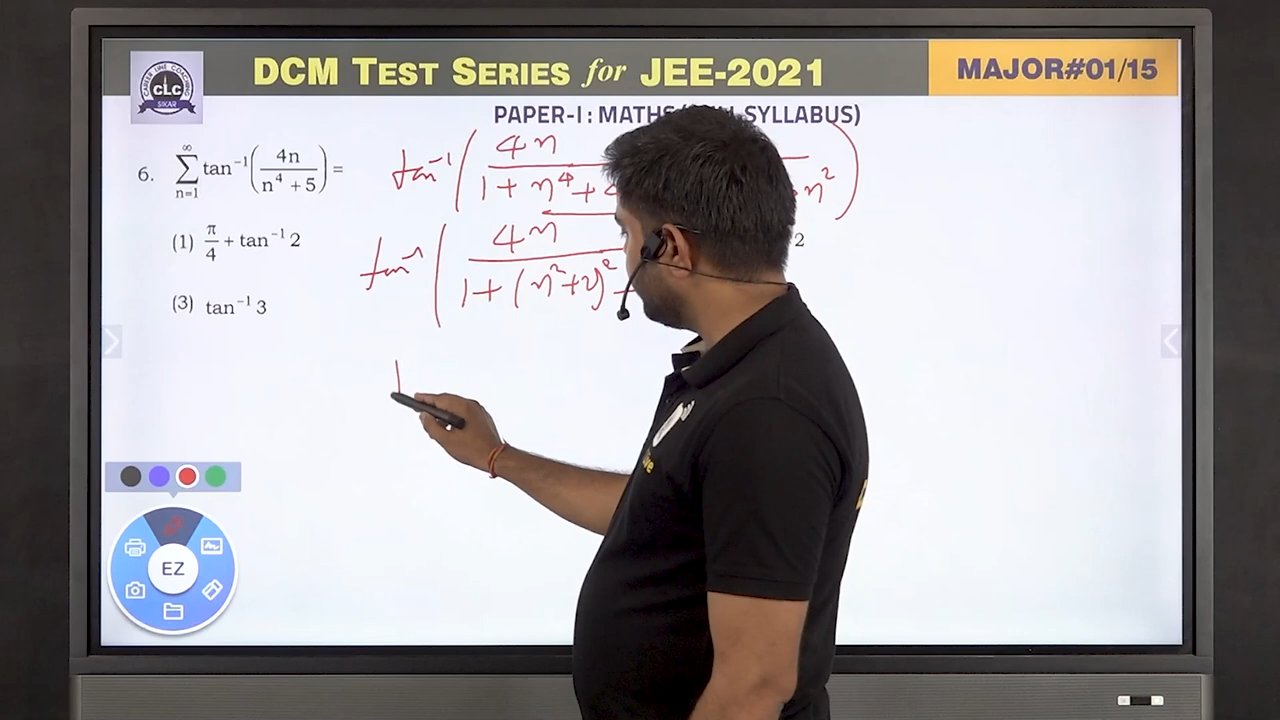 DCM TEST SERIES for JEE-2021
MAJOR#01/15
CAREER LINE COACHING
CLC
SIKAR
PAPER-I : MATHS SYLLABUS)
6. ∞ ∑ n=1 tan⁻¹(4n / n⁴ + 5) =
tan⁻¹( 4n / 1 + n⁴ + n² )
(1) π/4 + tan⁻¹ 2
2
tan⁻¹( 4n / 1 + (n² + 2)²
(3) tan⁻¹ 3
EZ